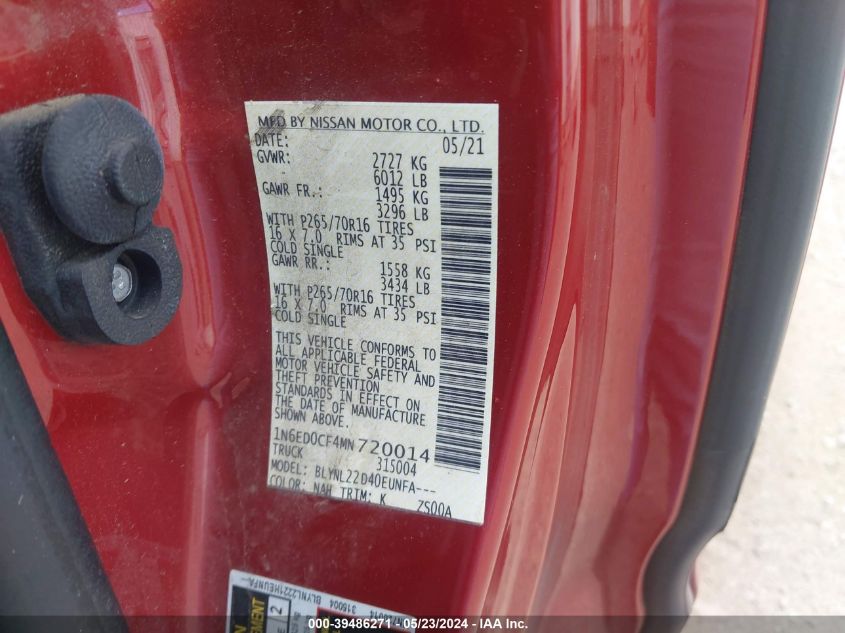 MFD BY NISSAN MOTOR CO., LTD.
DATE: 05/21
GVWR: 2727 KG
6012 LB
GAWR FR.: 1495 KG
3296 LB
WITH P265/70R16 TIRES
16 X 7.0 RIMS AT 35 PSI
COLD SINGLE
GAWR RR.: 1558 KG
3434 LB
WITH P265/70R16 TIRES
16 X 7.0 RIMS AT 35 PSI
COLD SINGLE
THIS VEHICLE CONFORMS TO
ALL APPLICABLE FEDERAL
MOTOR VEHICLE SAFETY AND
THEFT PREVENTION
STANDARDS IN EFFECT ON
THE DATE OF MANUFACTURE
SHOWN ABOVE.
1N6ED0CF4MN720014
TRUCK 315004
MODEL: BLYNL22D40EUNFA---
COLOR: NAH TRIM: K ZS00A
315004 BLYNL2221HEUNFA--
2
000-39486271 - 05/23/2024 - IAA, Inc.